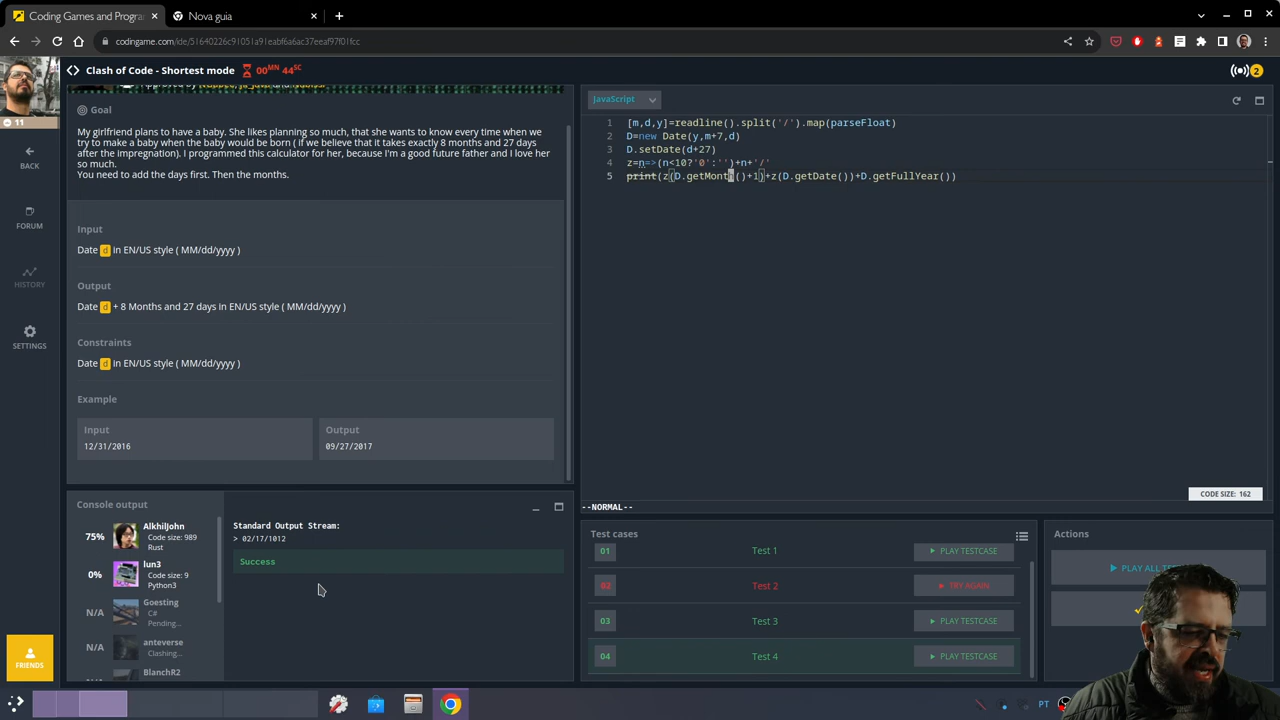 Coding Games and Progra
Nova guia
codingame.com/ide/51640226c91051a91eabf6a6ac37eeaf97f01fcc
Clash of Code - Shortest mode
00MN 44SC
2
11
BACK
FORUM
HISTORY
SETTINGS
FRIENDS
Goal
My girlfriend plans to have a baby. She likes planning so much, that she wants to know every time when we
try to make a baby when the baby would be born ( if we believe that it takes exactly 8 months and 27 days
after the impregnation). I programmed this calculator for her, because I'm a good future father and I love her
so much.
You need to add the days first. Then the months.
Input
Date d in EN/US style ( MM/dd/yyyy )
Output
Date d + 8 Months and 27 days in EN/US style ( MM/dd/yyyy )
Constraints
Date d in EN/US style ( MM/dd/yyyy )
Example
Input
12/31/2016
Output
09/27/2017
JavaScript
1 [m,d,y]=readline().split('/').map(parseFloat)
2 D=new Date(y,m+7,d)
3 D.setDate(d+27)
4 z=n=>(n<10?'0':'')+n+'/'
5 print(z(D.getMonth()+1)+z(D.getDate())+D.getFullYear())
CODE SIZE: 162
--NORMAL--
Console output
75%
AlkhilJohn
Code size: 989
Rust
0%
lun3
Code size: 9
Python3
N/A
Goesting
C#
Pending...
N/A
anteverse
Clashing...
BlanchR2
Standard Output Stream:
> 02/17/1012
Success
Test cases
01 Test 1 PLAY TESTCASE
02 Test 2 TRY AGAIN
03 Test 3 PLAY TESTCASE
04 Test 4 PLAY TESTCASE
Actions
PLAY ALL TE
PT